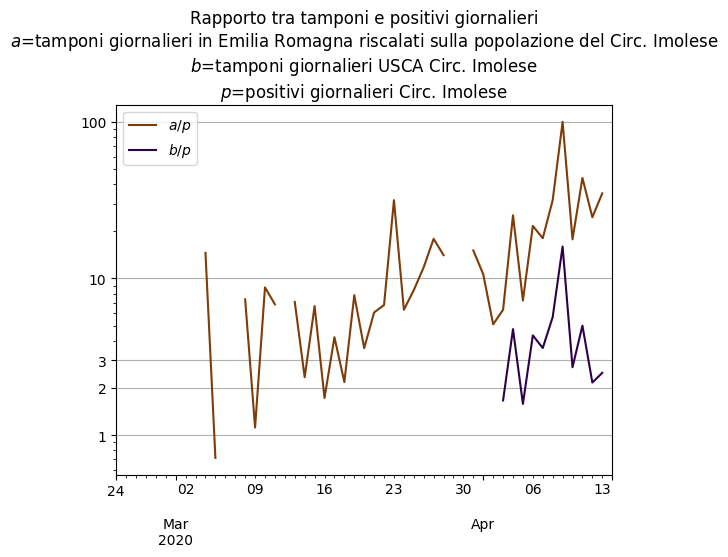 Rapporto tra tamponi e positivi giornalieri
a=tamponi giornalieri in Emilia Romagna riscalati sulla popolazione del Circ. Imolese
b=tamponi giornalieri USCA Circ. Imolese
p=positivi giornalieri Circ. Imolese
a/p
b/p
100
10
3
2
1
24 02 09 16 23 30 06 13
Mar Apr
2020